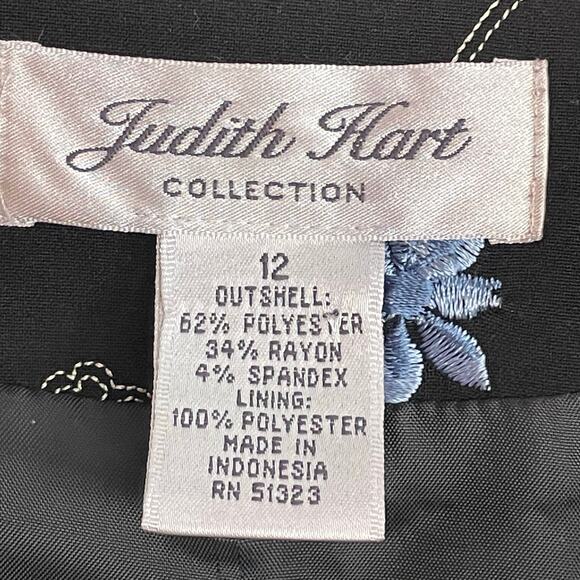 Judith Hart
COLLECTION
12
OUTSHELL:
62% POLYESTER
34% RAYON
4% SPANDEX
LINING:
100% POLYESTER
MADE IN
INDONESIA
RN 51323